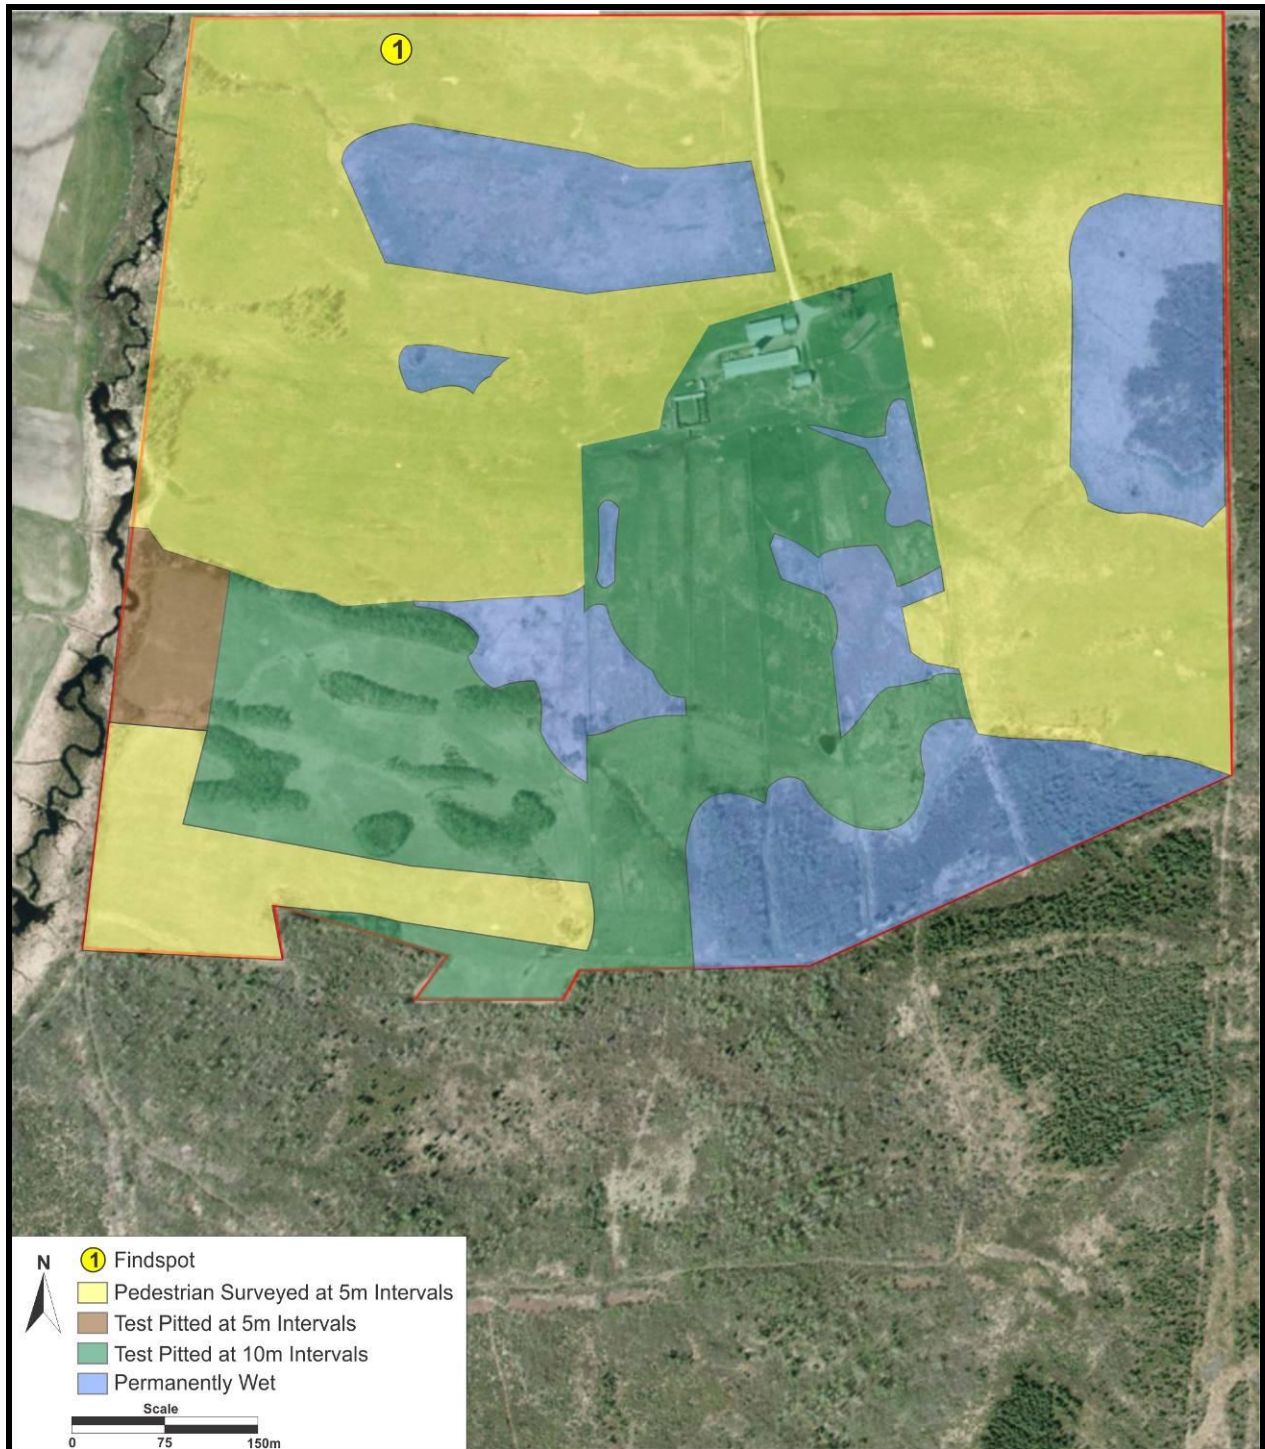 1
N
1 Findspot
Pedestrian Surveyed at 5m Intervals
Test Pitted at 5m Intervals
Test Pitted at 10m Intervals
Permanently Wet
Scale
0 75 150m